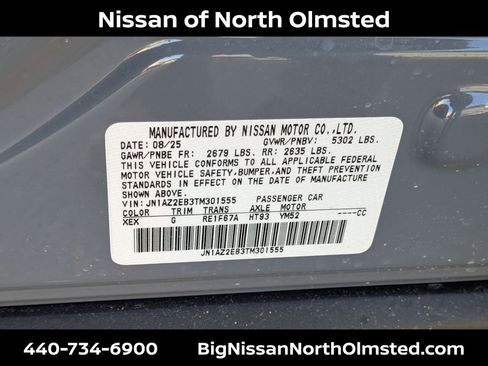 Nissan of North Olmsted
MANUFACTURED BY NISSAN MOTOR CO.,LTD.
DATE: 08/25 GVWR/PNBV: 5302 LBS.
GAWR/PNBE FR: 2679 LBS. RR: 2635 LBS.
THIS VEHICLE CONFORMS TO ALL APPLICABLE FEDERAL
MOTOR VEHICLE SAFETY,BUMPER,AND THEFT PREVENTION
STANDARDS IN EFFECT ON THE DATE OF MANUFACTURE
SHOWN ABOVE.
VIN: JN1AZ2EB3TM301555 PASSENGER CAR
COLOR TRIM TRANS AXLE MOTOR
XEX G RE1F67A HT93 YM52 ----CC
JN1AZ2EB3TM301555
440-734-6900 BigNissanNorthOlmsted.com